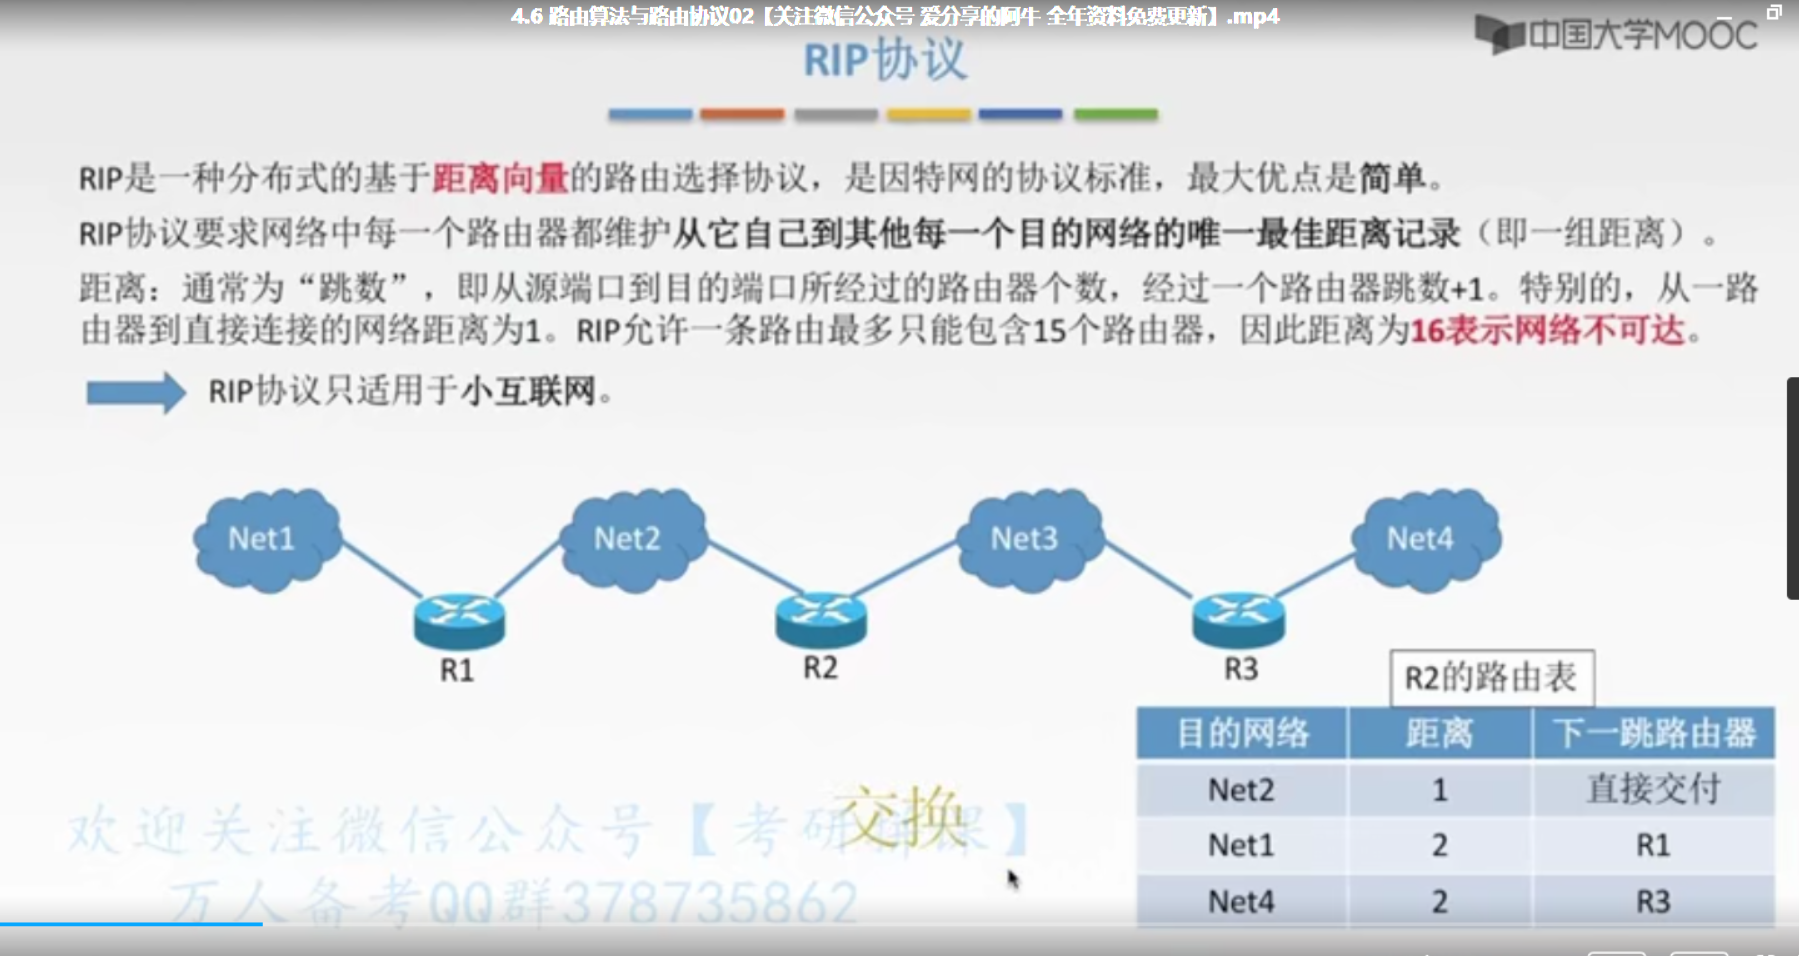 4.6 路由算法与路由协议02【关注微信公众号 爱分享的阿牛 全年资料免费更新】.mp4
中国大学MOOC
RIP协议
RIP是一种分布式的基于距离向量的路由选择协议，是因特网的协议标准，最大优点是简单。
RIP协议要求网络中每一个路由器都维护从它自己到其他每一个目的网络的唯一最佳距离记录（即一组距离）。
距离：通常为“跳数”，即从源端口到目的端口所经过的路由器个数，经过一个路由器跳数+1。特别的，从一路
由器到直接连接的网络距离为1。RIP允许一条路由最多只能包含15个路由器，因此距离为16表示网络不可达。
RIP协议只适用于小互联网。
Net1 Net2 Net3 Net4
R1 R2 R3
R2的路由表
目的网络 距离 下一跳路由器
Net2 1 直接交付
Net1 2 R1
Net4 2 R3
交换
欢迎关注微信公众号【考研 课】
万人备考QQ群378735862